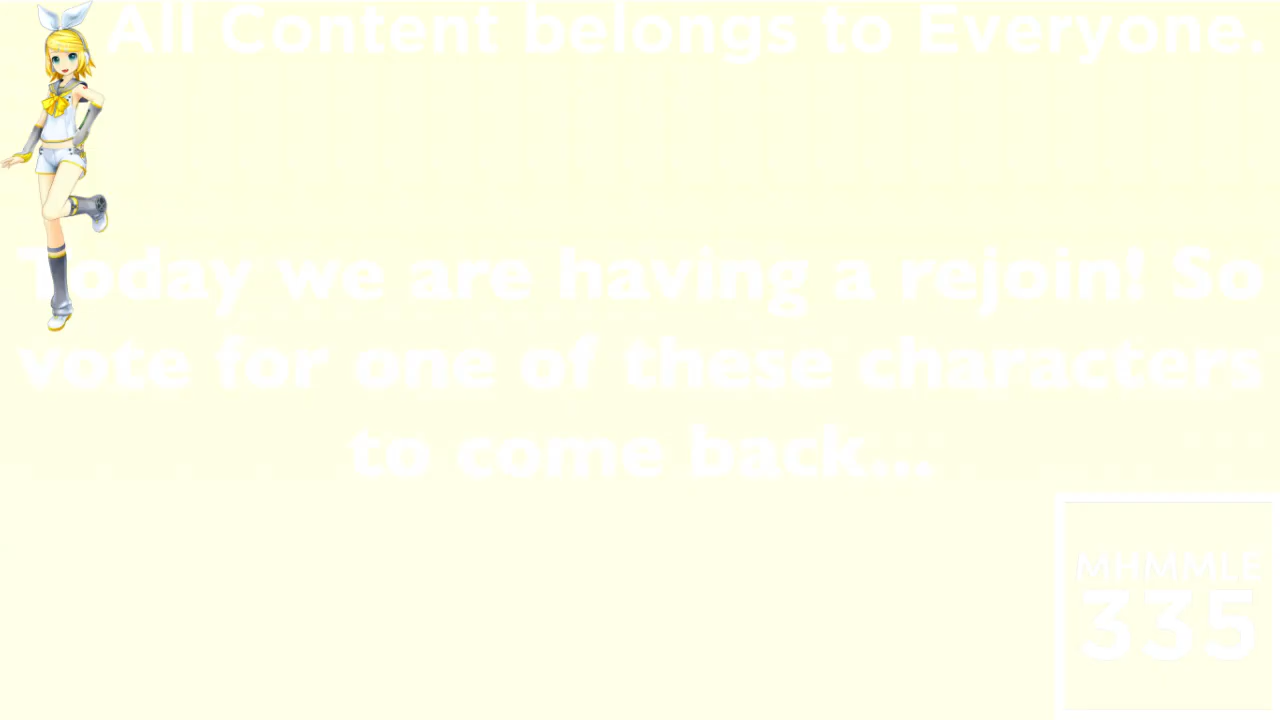 All Content belongs to Everyone.
Today we are having a rejoin! So
vote for one of these characters
to come back...
MHMMLE
335